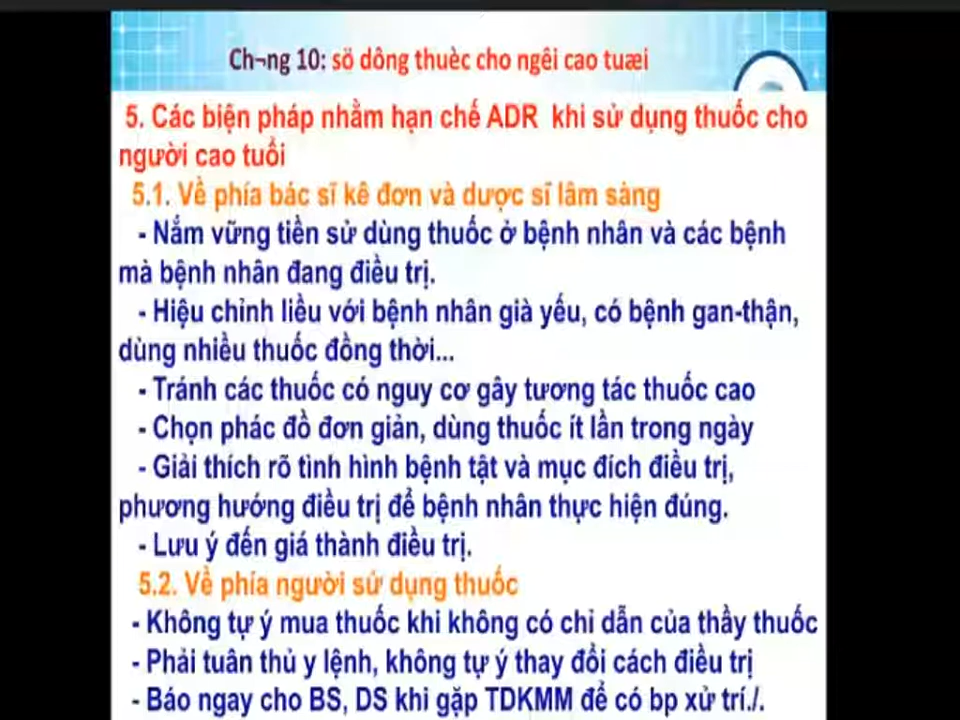 Ch¬ng 10: sö dông thuèc cho ngêi cao tuæi
5. Các biện pháp nhằm hạn chế ADR khi sử dụng thuốc cho
người cao tuổi
5.1. Về phía bác sĩ kê đơn và dược sĩ lâm sàng
- Nắm vững tiền sử dùng thuốc ở bệnh nhân và các bệnh
mà bệnh nhân đang điều trị.
- Hiệu chỉnh liều với bệnh nhân già yếu, có bệnh gan-thận,
dùng nhiều thuốc đồng thời...
- Tránh các thuốc có nguy cơ gây tương tác thuốc cao
- Chọn phác đồ đơn giản, dùng thuốc ít lần trong ngày
- Giải thích rõ tình hình bệnh tật và mục đích điều trị,
phương hướng điều trị để bệnh nhân thực hiện đúng.
- Lưu ý đến giá thành điều trị.
5.2. Về phía người sử dụng thuốc
- Không tự ý mua thuốc khi không có chỉ dẫn của thầy thuốc
- Phải tuân thủ y lệnh, không tự ý thay đổi cách điều trị
- Báo ngay cho BS, DS khi gặp TDKMM để có bp xử trí./.